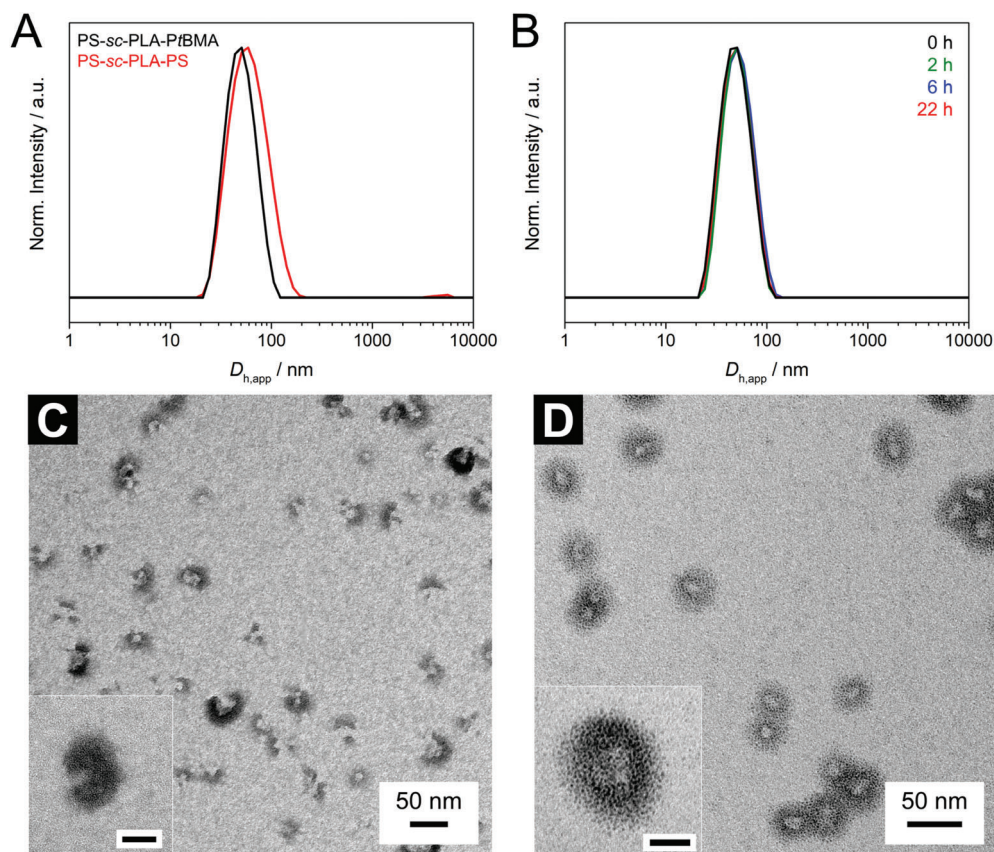 A
PS-sc-PLA-PtBMA
PS-sc-PLA-PS
Norm. Intensity / a.u.
1 10 100 1000 10000
Dh,app / nm
B
0 h
2 h
6 h
22 h
Norm. Intensity / a.u.
1 10 100 1000 10000
Dh,app / nm
C
50 nm
D
50 nm